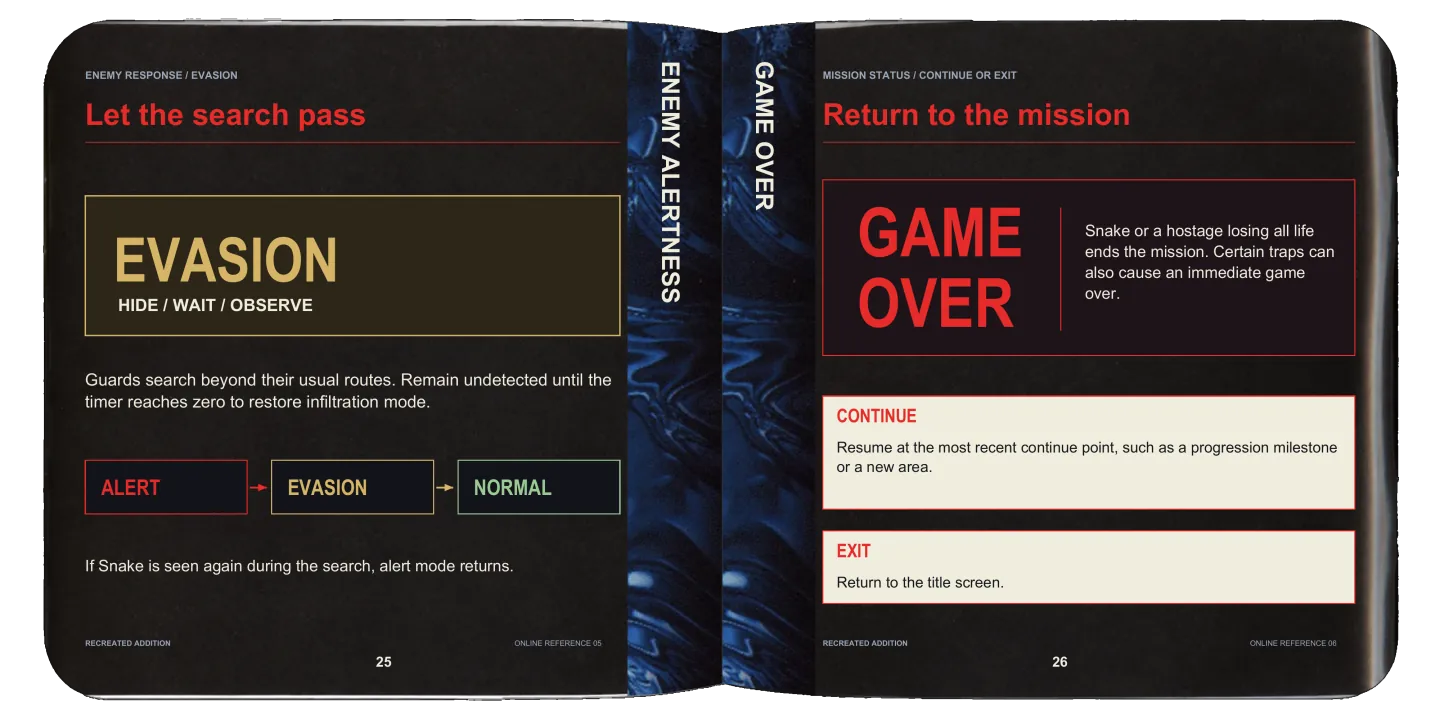 ENEMY RESPONSE / EVASION
Let the search pass
EVASION
HIDE / WAIT / OBSERVE
Guards search beyond their usual routes. Remain undetected until the
timer reaches zero to restore infiltration mode.
ALERT
EVASION
NORMAL
If Snake is seen again during the search, alert mode returns.
RECREATED ADDITION
ONLINE REFERENCE 05
25
ENEMY ALERTNESS
GAME OVER
MISSION STATUS / CONTINUE OR EXIT
Return to the mission
GAME
OVER
Snake or a hostage losing all life
ends the mission. Certain traps can
also cause an immediate game
over.
CONTINUE
Resume at the most recent continue point, such as a progression milestone
or a new area.
EXIT
Return to the title screen.
RECREATED ADDITION
ONLINE REFERENCE 06
26